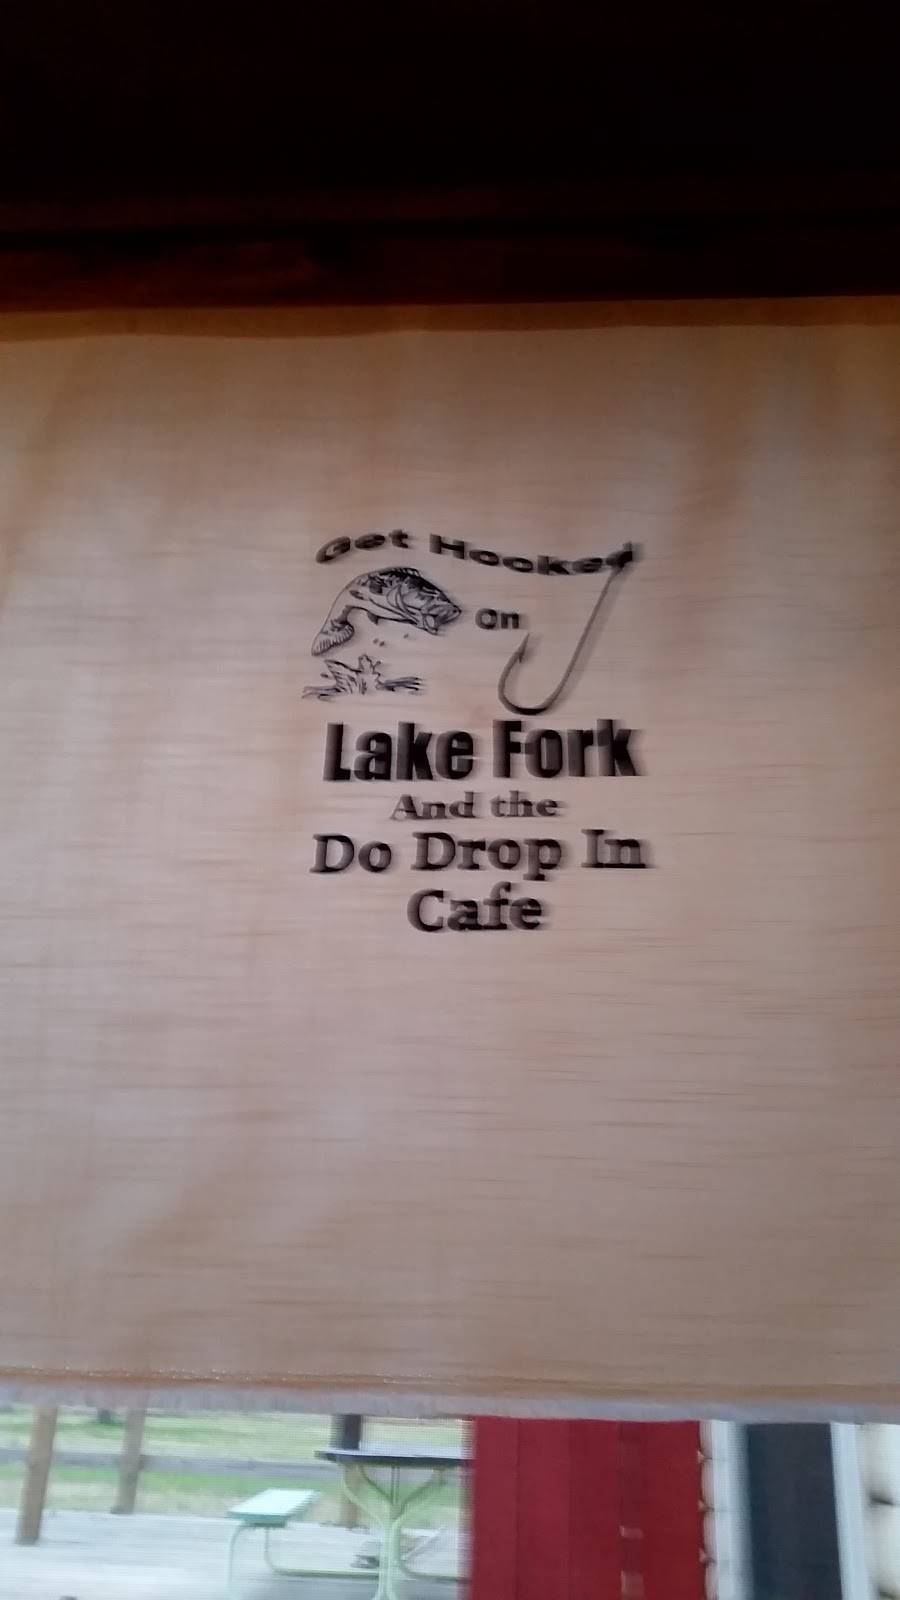 Get Hooked
On
Lake Fork
And the
Do Drop In
Cafe